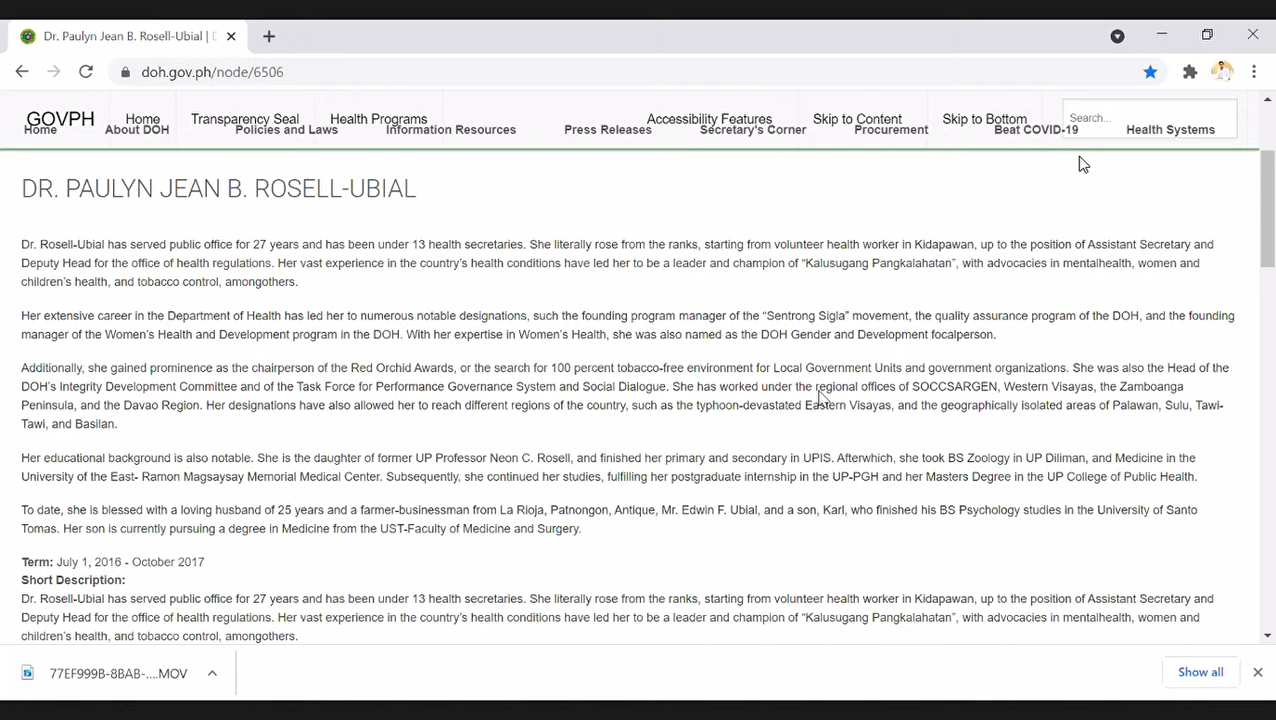 Dr. Paulyn Jean B. Rosell-Ubial |
doh.gov.ph/node/6506
GOVPH Home Transparency Seal Health Programs Accessibility Features Skip to Content Skip to Bottom Search...
Home About DOH Policies and Laws Information Resources Press Releases Secretary's Corner Procurement Beat COVID-19 Health Systems
DR. PAULYN JEAN B. ROSELL-UBIAL
Dr. Rosell-Ubial has served public office for 27 years and has been under 13 health secretaries. She literally rose from the ranks, starting from volunteer health worker in Kidapawan, up to the position of Assistant Secretary and
Deputy Head for the office of health regulations. Her vast experience in the country's health conditions have led her to be a leader and champion of “Kalusugang Pangkalahatan”, with advocacies in mentalhealth, women and
children's health, and tobacco control, amongothers.
Her extensive career in the Department of Health has led her to numerous notable designations, such the founding program manager of the “Sentrong Sigla” movement, the quality assurance program of the DOH, and the founding
manager of the Women's Health and Development program in the DOH. With her expertise in Women's Health, she was also named as the DOH Gender and Development focalperson.
Additionally, she gained prominence as the chairperson of the Red Orchid Awards, or the search for 100 percent tobacco-free environment for Local Government Units and government organizations. She was also the Head of the
DOH's Integrity Development Committee and of the Task Force for Performance Governance System and Social Dialogue. She has worked under the regional offices of SOCCSARGEN, Western Visayas, the Zamboanga
Peninsula, and the Davao Region. Her designations have also allowed her to reach different regions of the country, such as the typhoon-devastated Eastern Visayas, and the geographically isolated areas of Palawan, Sulu, Tawi-
Tawi, and Basilan.
Her educational background is also notable. She is the daughter of former UP Professor Neon C. Rosell, and finished her primary and secondary in UPIS. Afterwhich, she took BS Zoology in UP Diliman, and Medicine in the
University of the East- Ramon Magsaysay Memorial Medical Center. Subsequently, she continued her studies, fulfilling her postgraduate internship in the UP-PGH and her Masters Degree in the UP College of Public Health.
To date, she is blessed with a loving husband of 25 years and a farmer-businessman from La Rioja, Patnongon, Antique, Mr. Edwin F. Ubial, and a son, Karl, who finished his BS Psychology studies in the University of Santo
Tomas. Her son is currently pursuing a degree in Medicine from the UST-Faculty of Medicine and Surgery.
Term: July 1, 2016 - October 2017
Short Description:
Dr. Rosell-Ubial has served public office for 27 years and has been under 13 health secretaries. She literally rose from the ranks, starting from volunteer health worker in Kidapawan, up to the position of Assistant Secretary and
Deputy Head for the office of health regulations. Her vast experience in the country's health conditions have led her to be a leader and champion of “Kalusugang Pangkalahatan”, with advocacies in mentalhealth, women and
children's health, and tobacco control, amongothers.
77EF999B-8BAB-....MOV Show all